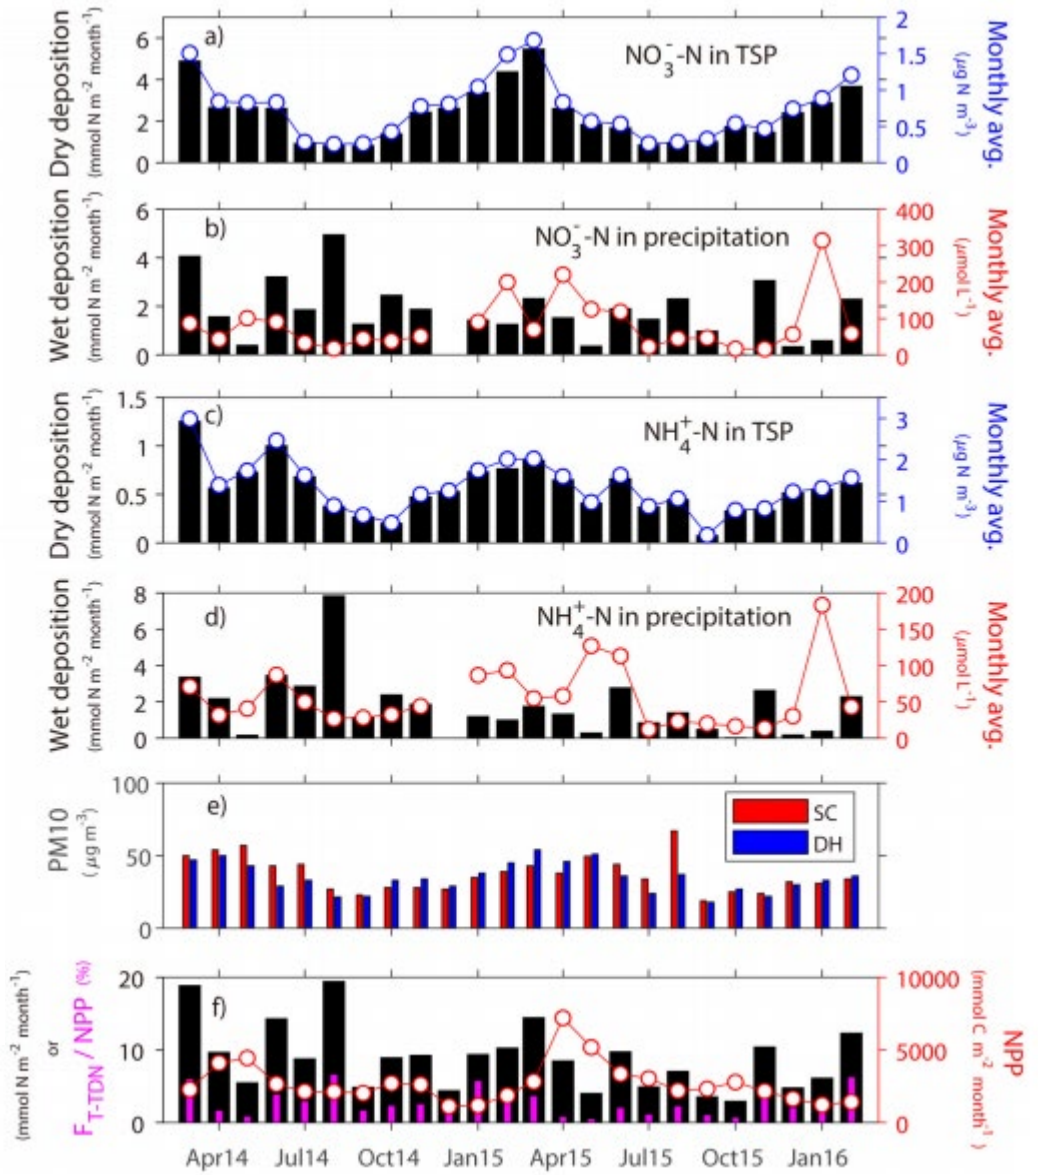 a)
NO3⁻-N in TSP
Dry deposition
(mmol N m⁻² month⁻¹)
6
4
2
0
2
1.5
1
0.5
0
Monthly avg.
(μg N m⁻³)
b)
NO3⁻-N in precipitation
Wet deposition
(mmol N m⁻² month⁻¹)
6
4
2
0
400
300
200
100
0
Monthly avg.
(μmol L⁻¹)
c)
NH4⁺-N in TSP
Dry deposition
(mmol N m⁻² month⁻¹)
1.5
1
0.5
0
3
2
1
0
Monthly avg.
(μg N m⁻³)
d)
NH4⁺-N in precipitation
Wet deposition
(mmol N m⁻² month⁻¹)
8
6
4
2
0
200
150
100
50
0
Monthly avg.
(μmol L⁻¹)
e)
PM10
(μg m⁻³)
100
50
0
SC
DH
f)
(mmol N m⁻² month⁻¹)
or
F_T-TDN / NPP (%)
20
10
0
10000
5000
0
(mmol C m⁻² month⁻¹)
NPP
Apr14 Jul14 Oct14 Jan15 Apr15 Jul15 Oct15 Jan16